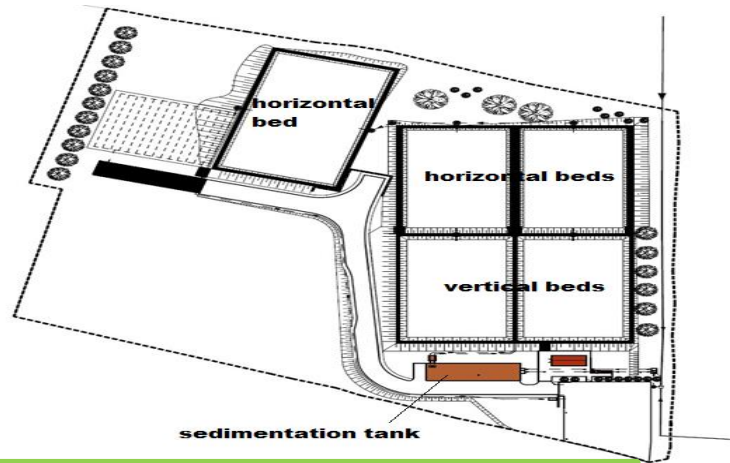 horizontal
bed
horizontal beds
vertical beds
sedimentation tank